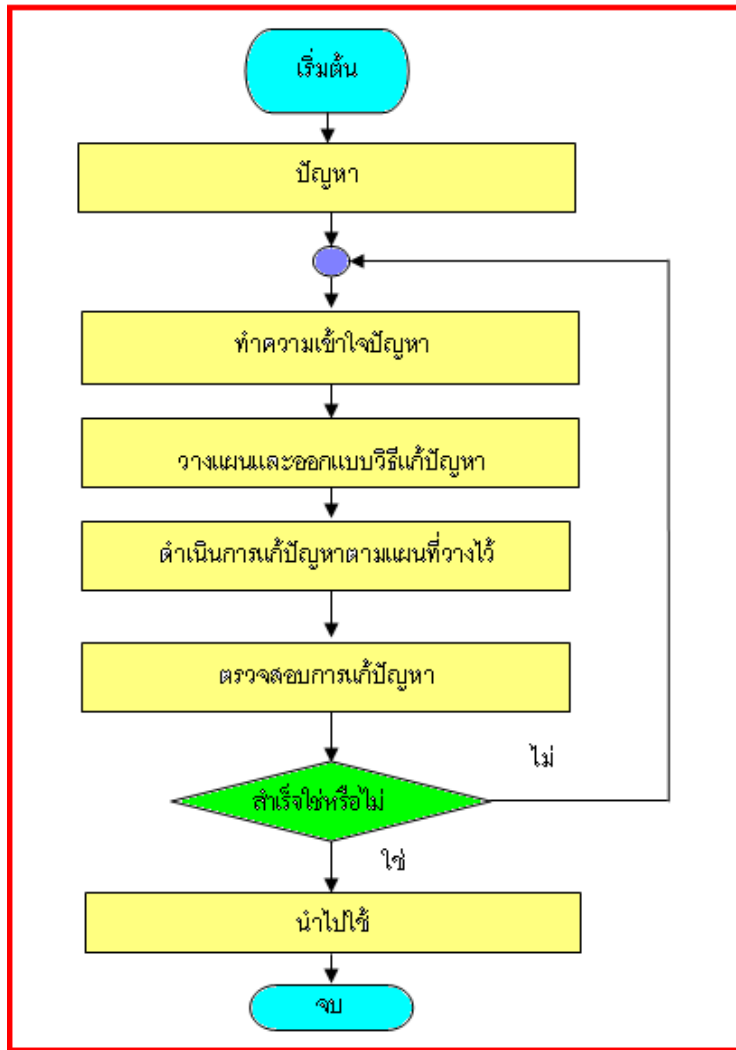 เริ่มต้น
ปัญหา
ทำความเข้าใจปัญหา
วางแผนและออกแบบวิธีแก้ปัญหา
ดำเนินการแก้ปัญหาตามแผนที่วางไว้
ตรวจสอบการแก้ปัญหา
ไม่
สำเร็จใช่หรือไม่
ใช่
นำไปใช้
จบ